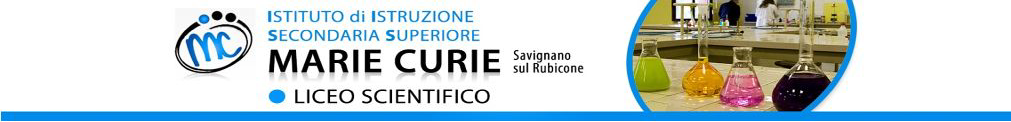 mc
ISTITUTO di ISTRUZIONE
SECONDARIA SUPERIORE
MARIE CURIE Savignano
sul Rubicone
LICEO SCIENTIFICO